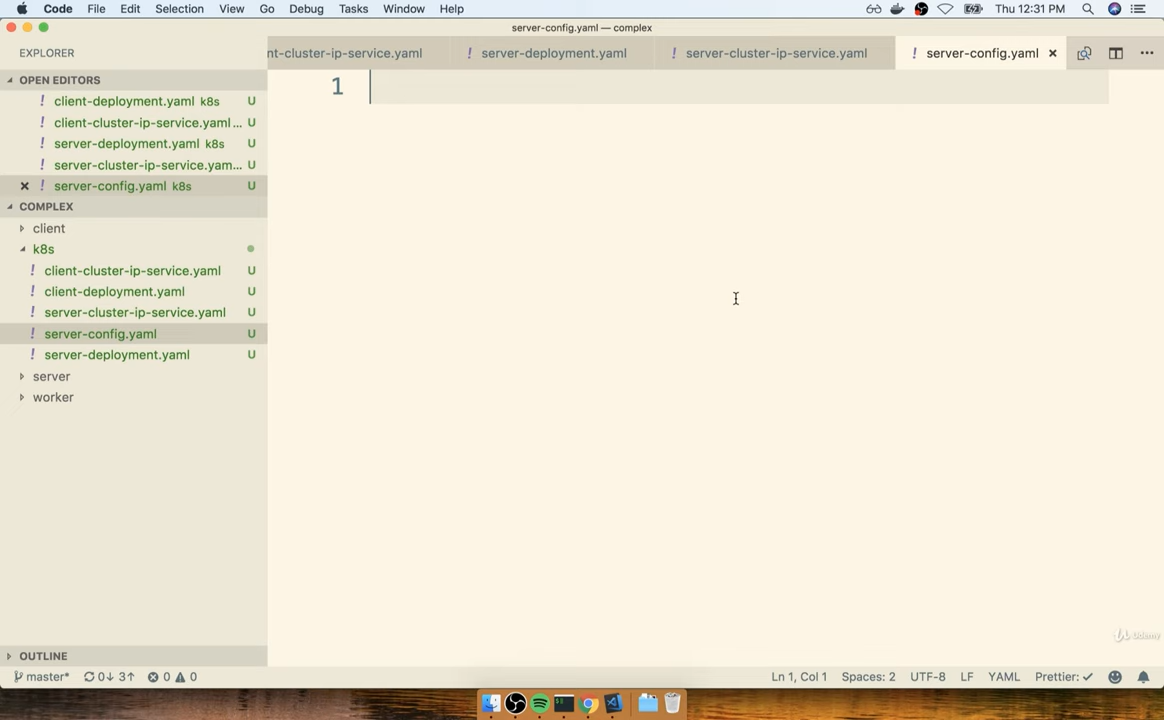 Code File Edit Selection View Go Debug Tasks Window Help Thu 12:31 PM
server-config.yaml — complex
EXPLORER
nt-cluster-ip-service.yaml ! server-deployment.yaml ! server-cluster-ip-service.yaml ! server-config.yaml ×
OPEN EDITORS
! client-deployment.yaml k8s U
! client-cluster-ip-service.yaml ... U
! server-deployment.yaml k8s U
! server-cluster-ip-service.yam... U
! server-config.yaml k8s U
COMPLEX
client
k8s
! client-cluster-ip-service.yaml U
! client-deployment.yaml U
! server-cluster-ip-service.yaml U
! server-config.yaml U
! server-deployment.yaml U
server
worker
1
Udemy
OUTLINE
master* 0↓ 3↑ 0 0 Ln 1, Col 1 Spaces: 2 UTF-8 LF YAML Prettier: ✓